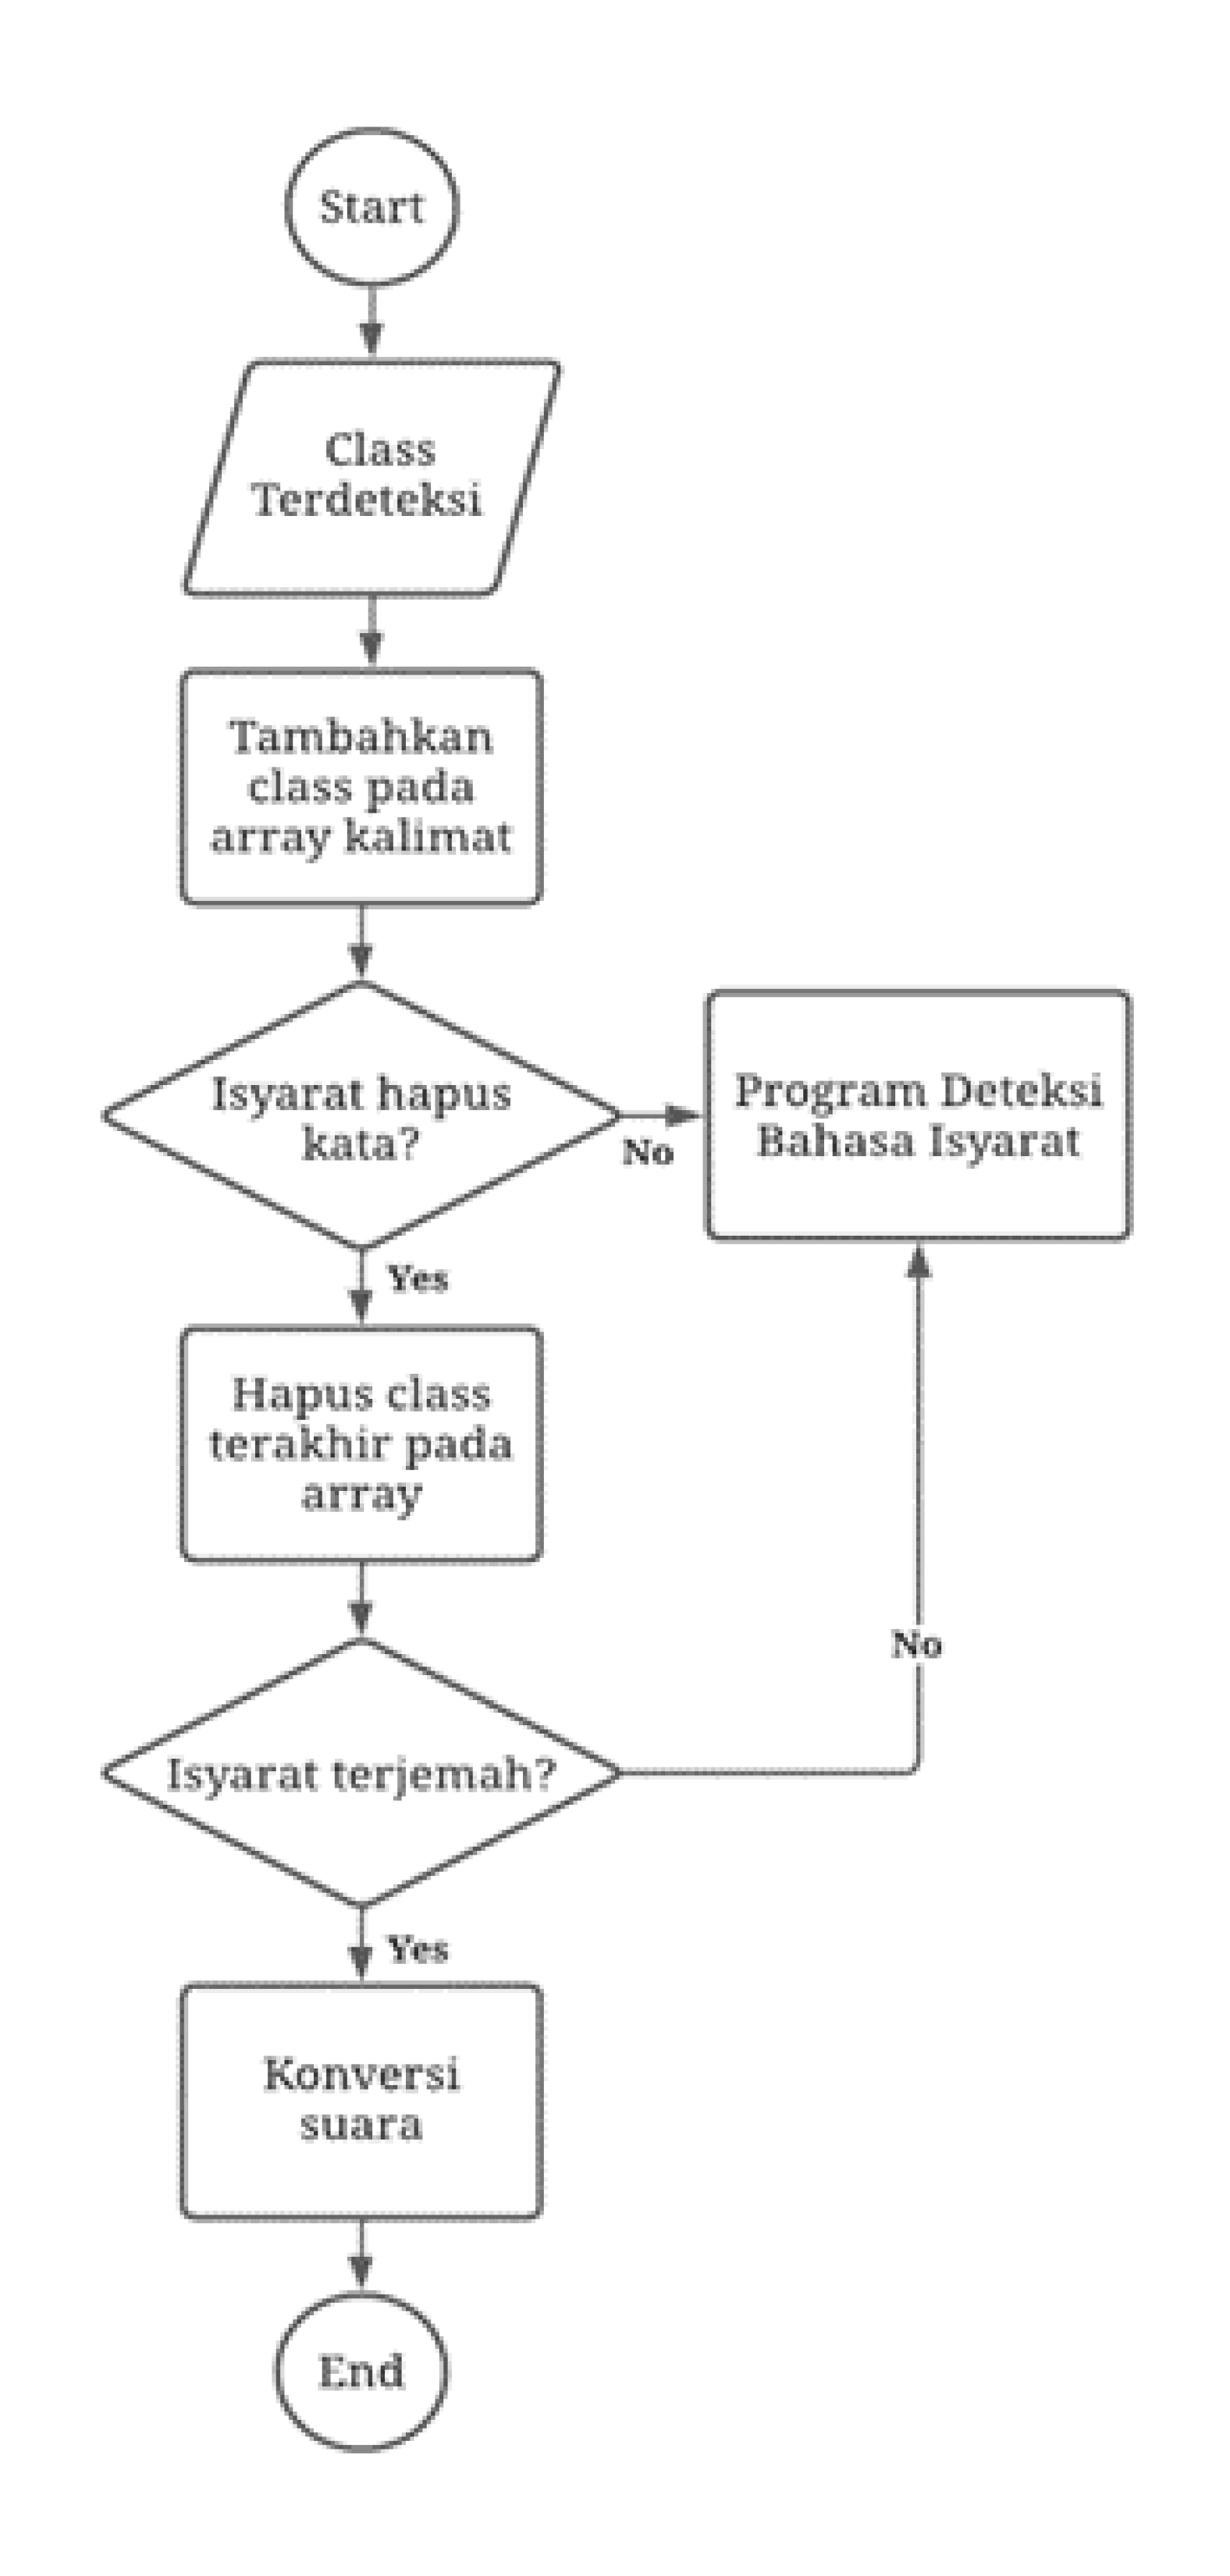 Start
Class
Terdeteksi
Tambahkan
class pada
array kalimat
Isyarat hapus
kata?
No
Program Deteksi
Bahasa Isyarat
Yes
Hapus class
terakhir pada
array
No
Isyarat terjemah?
Yes
Konversi
suara
End